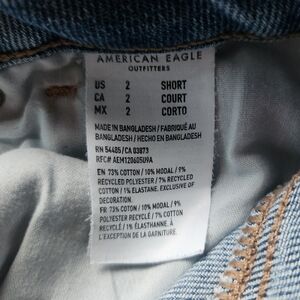 AMERICAN EAGLE
OUTFITTERS
US 2 SHORT
CA 2 COURT
MX 2 CORTO
MADE IN BANGLADESH / FABRIQUÉ AU
BANGLADESH / HECHO EN BANGLADESH
RN 54485/CA 03873
RFC# AEM120605U9A
EN 73% COTTON / 10% MODAL / 9%
RECYCLED POLYESTER / 7% RECYCLED
COTTON / 1% ELASTANE. EXCLUSIVE OF
DECORATION.
FR 73% COTON / 10% MODAL / 9%
POLYESTER RECYCLÉ / 7% COTON
RECYCLÉ / 1% ÉLASTHANNE. À
L'EXCEPTION DE LA GARNITURE.